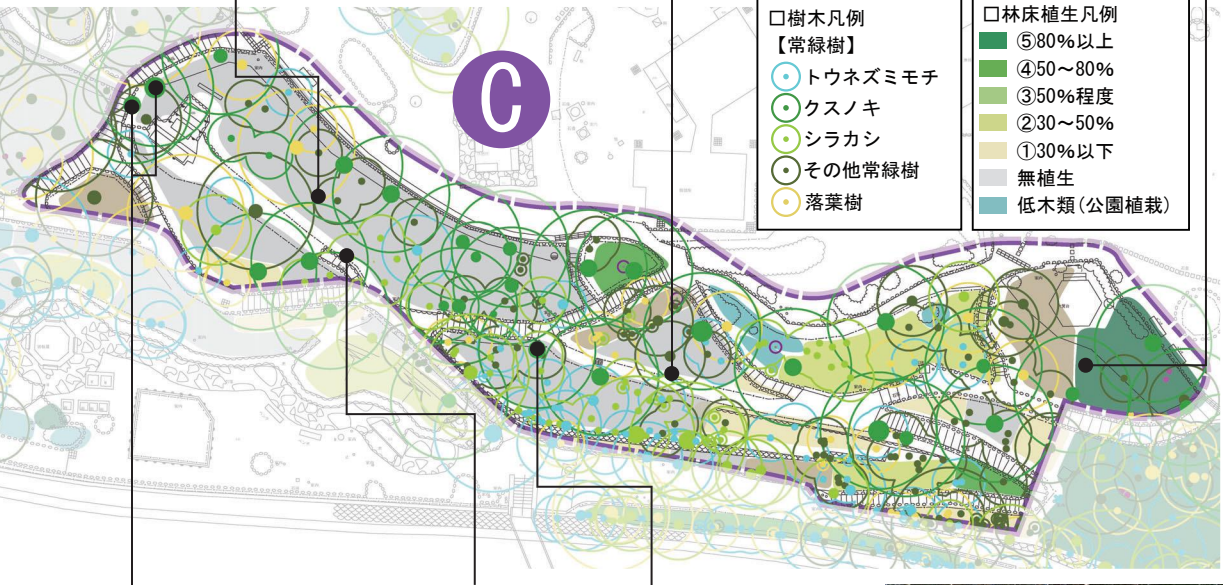 C
□樹木凡例
【常緑樹】
トウネズミモチ
クスノキ
シラカシ
その他常緑樹
落葉樹
□林床植生凡例
⑤80%以上
④50～80%
③50%程度
②30～50%
①30%以下
無植生
低木類(公園植栽)